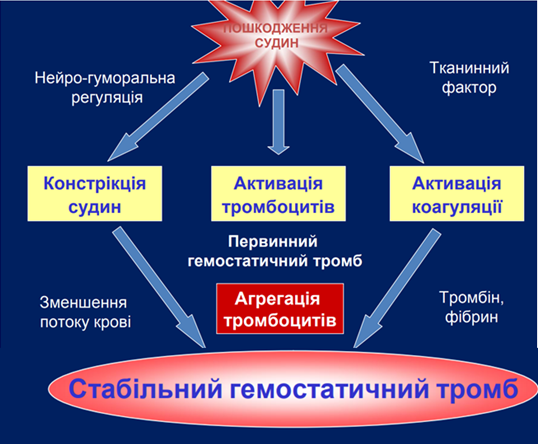 ПОШКОДЖЕННЯ
СУДИН
Нейро-гуморальна
регуляція
Тканинний
фактор
Констрікція
судин
Активація
тромбоцитів
Активація
коагуляції
Первинний
гемостатичний тромб
Зменшення
потоку крові
Агрегація
тромбоцитів
Тромбін,
фібрин
Стабільний гемостатичний тромб